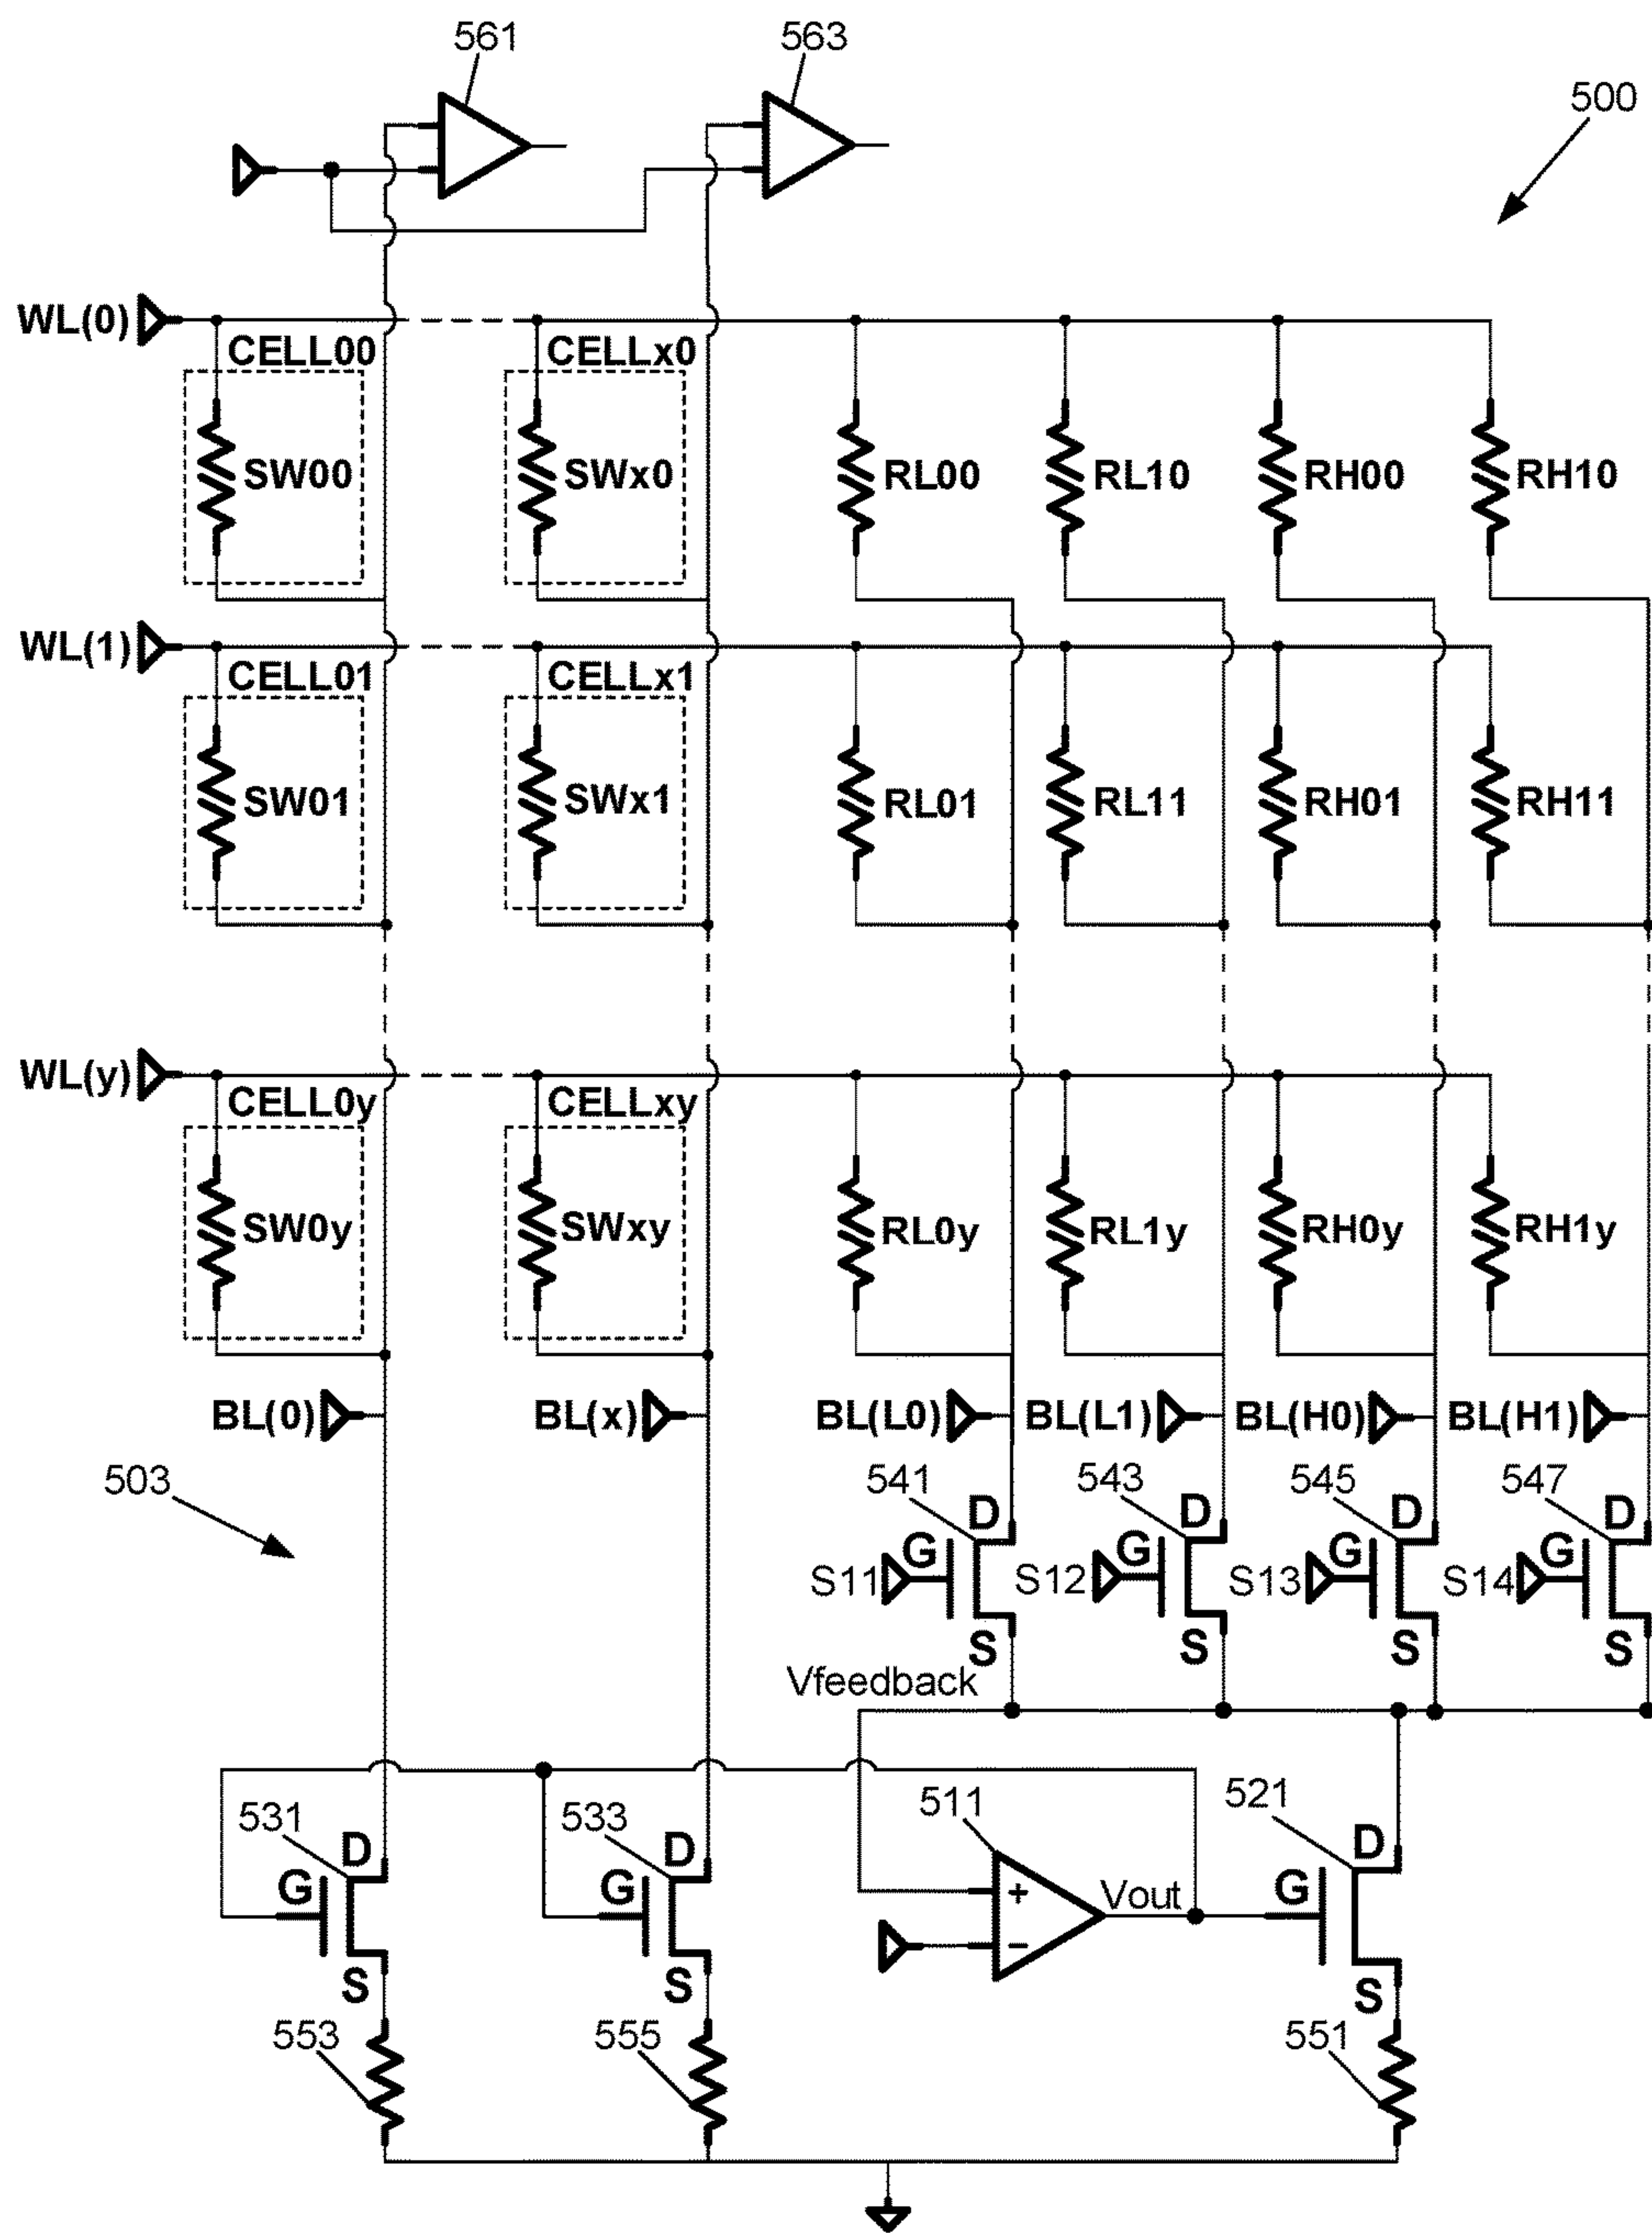 561 563
500
WL(0)
CELL00 CELLx0
SW00 SWx0 RL00 RL10 RH00 RH10
WL(1)
CELL01 CELLx1
SW01 SWx1 RL01 RL11 RH01 RH11
WL(y)
CELL0y CELLxy
SW0y SWxy RL0y RL1y RH0y RH1y
BL(0) BL(x) BL(L0) BL(L1) BL(H0) BL(H1)
503 541 543 545 547
D D D D
G G G G
S11 S12 S13 S14
S S S S
Vfeedback
531 533 511 521
D D D
G G + Vout G
−
S S S
553 555 551